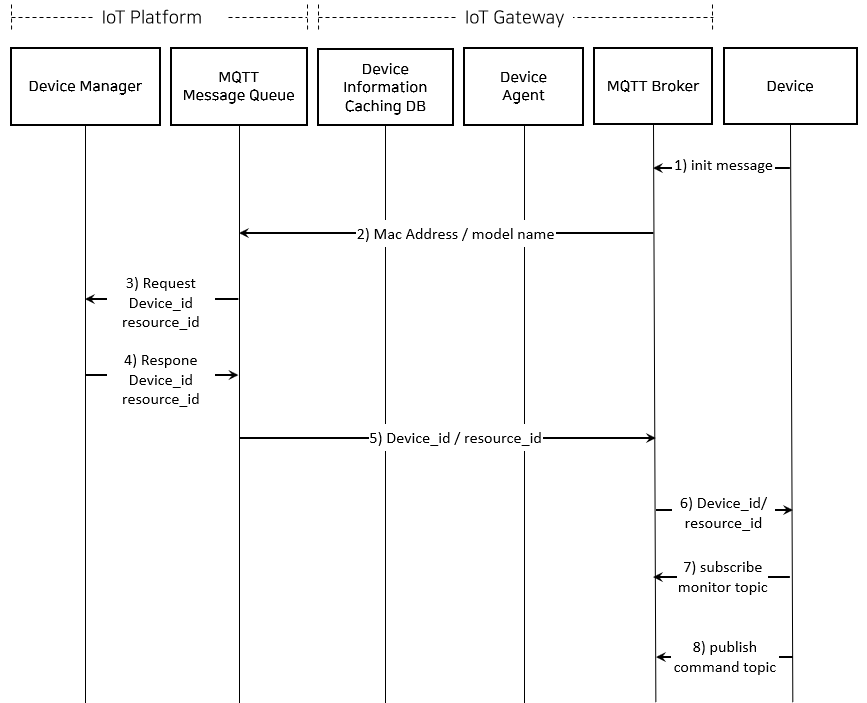 IoT Platform
IoT Gateway
Device Manager
MQTT
Message Queue
Device
Information
Caching DB
Device
Agent
MQTT Broker
Device
1) init message
2) Mac Address / model name
3) Request
Device_id
resource_id
4) Respone
Device_id
resource_id
5) Device_id / resource_id
6) Device_id/
resource_id
7) subscribe
monitor topic
8) publish
command topic